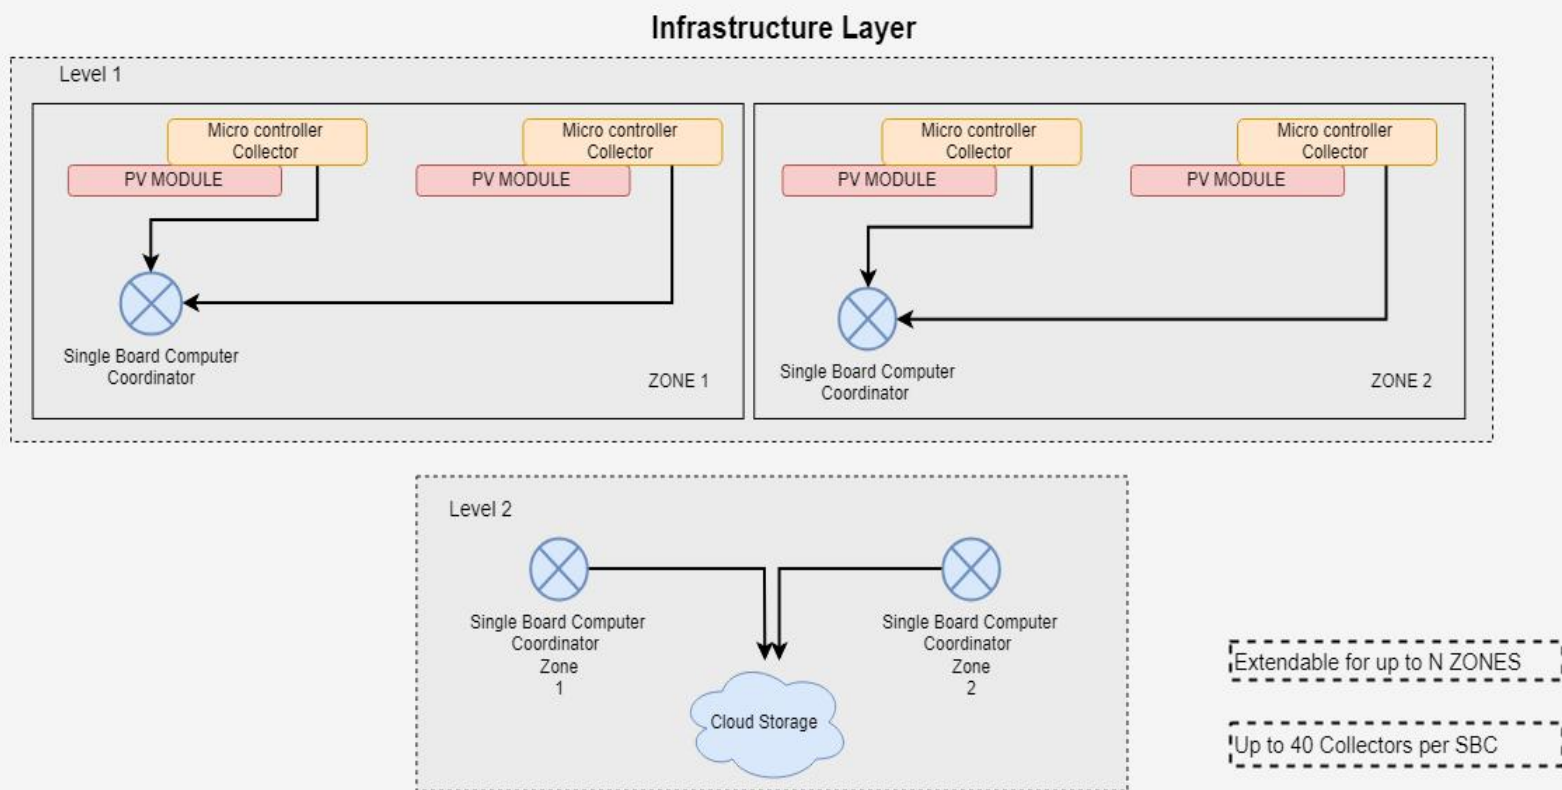 Infrastructure Layer
Level 1
Micro controller
Collector
PV MODULE
Micro controller
Collector
PV MODULE
Single Board Computer
Coordinator
ZONE 1
Micro controller
Collector
PV MODULE
Micro controller
Collector
PV MODULE
Single Board Computer
Coordinator
ZONE 2
Level 2
Single Board Computer
Coordinator
Zone
1
Single Board Computer
Coordinator
Zone
2
Cloud Storage
Extendable for up to N ZONES
Up to 40 Collectors per SBC